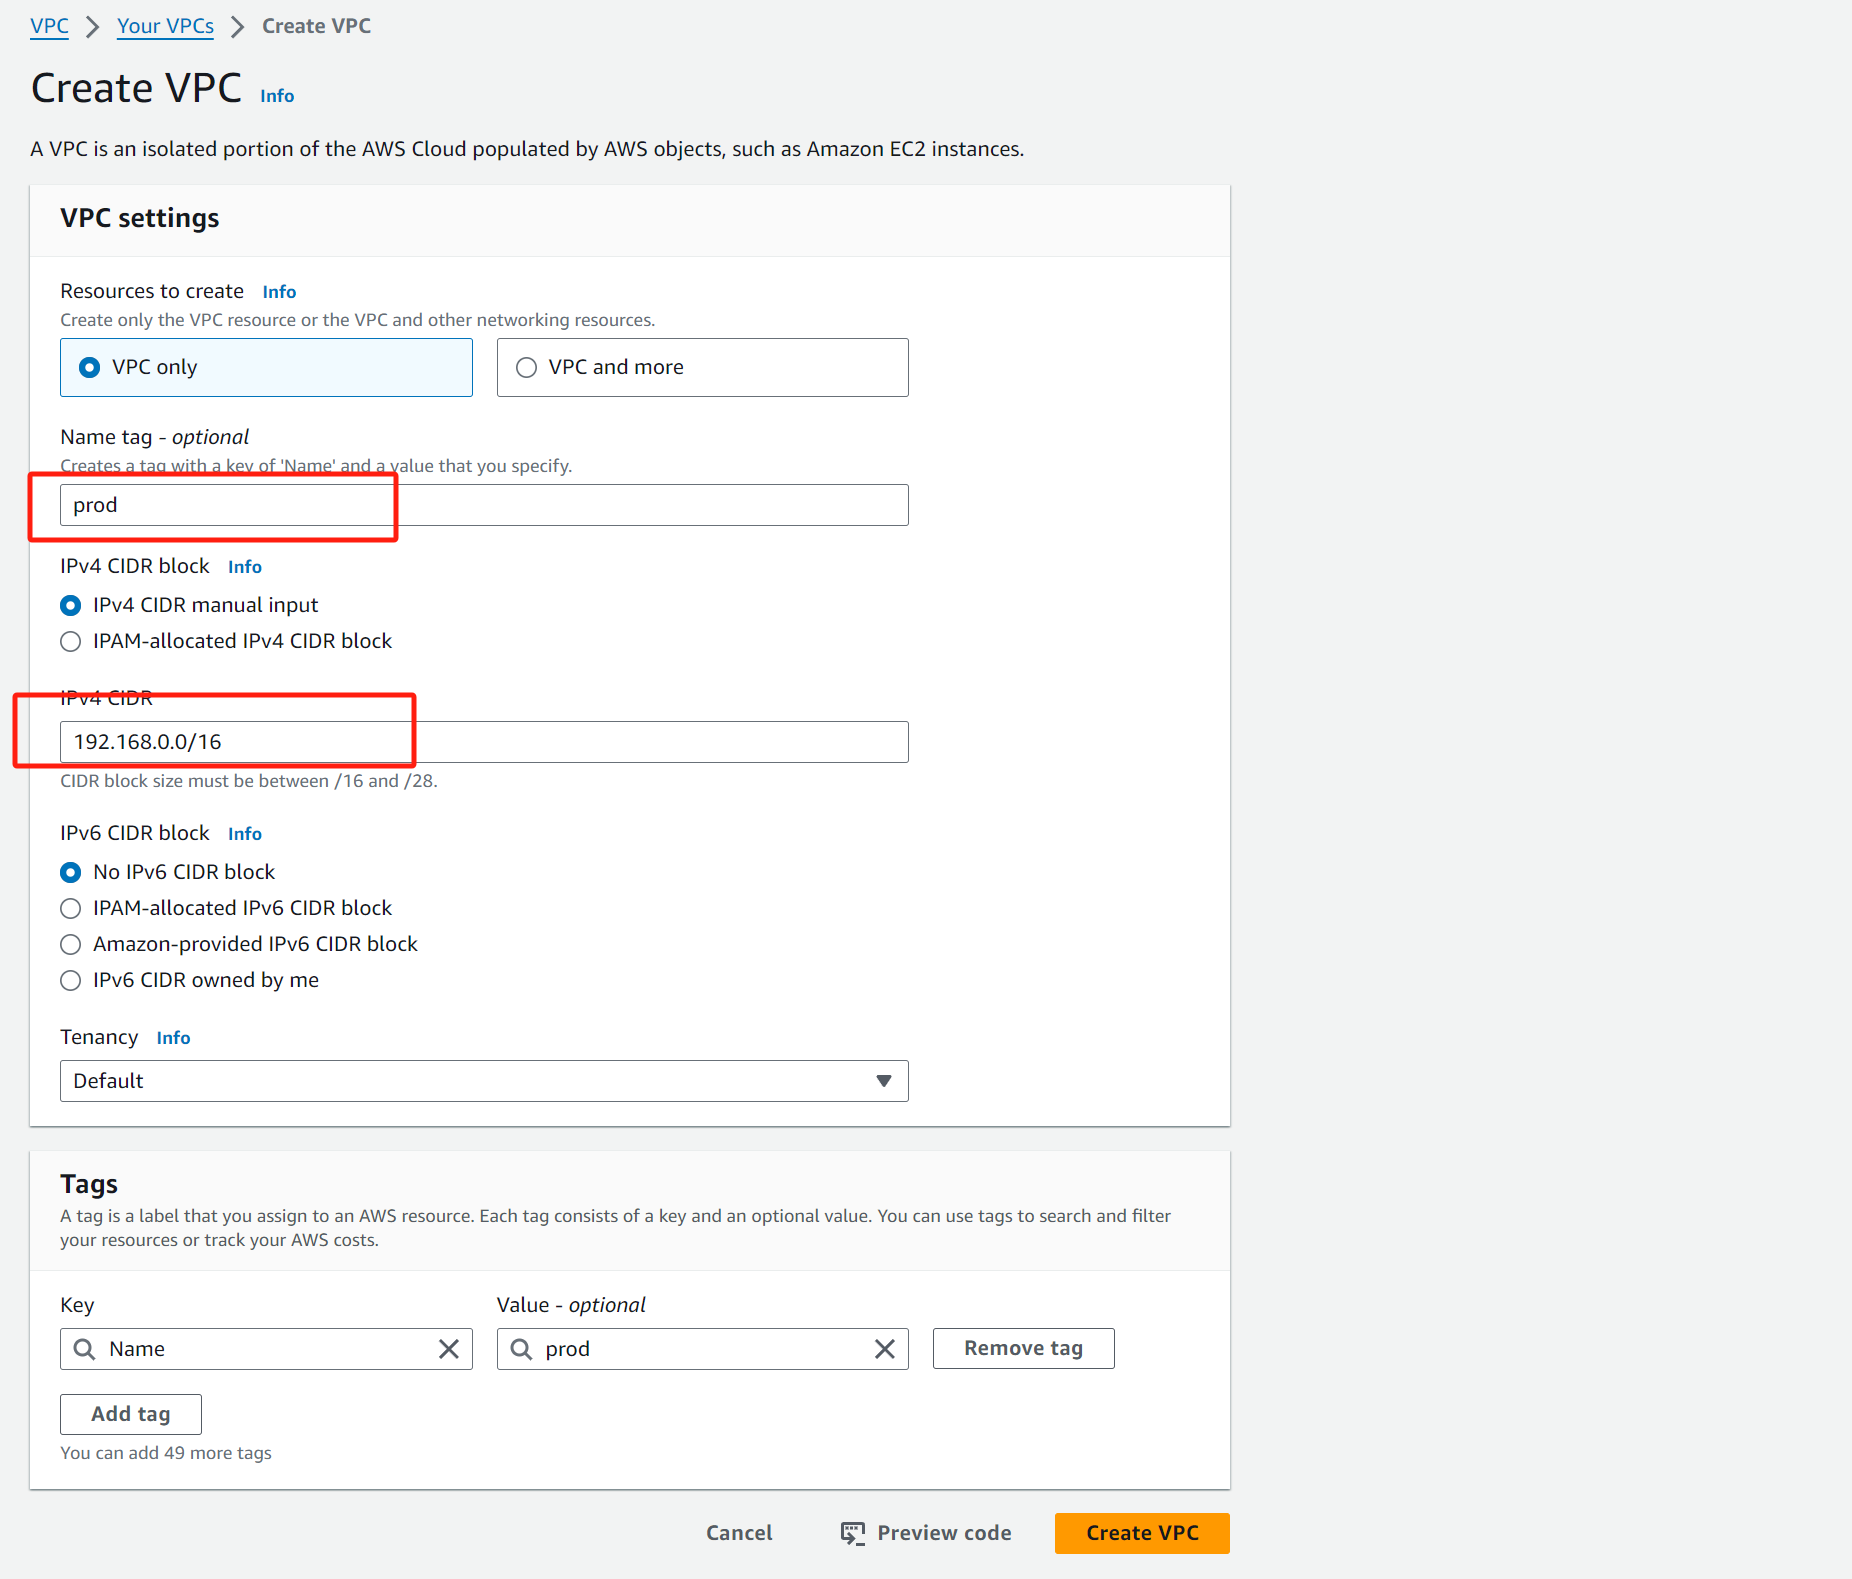 VPC > Your VPCs > Create VPC
Create VPC Info
A VPC is an isolated portion of the AWS Cloud populated by AWS objects, such as Amazon EC2 instances.
VPC settings
Resources to create Info
Create only the VPC resource or the VPC and other networking resources.
VPC only
VPC and more
Name tag - optional
Creates a tag with a key of 'Name' and a value that you specify.
prod
IPv4 CIDR block Info
IPv4 CIDR manual input
IPAM-allocated IPv4 CIDR block
IPv4 CIDR
192.168.0.0/16
CIDR block size must be between /16 and /28.
IPv6 CIDR block Info
No IPv6 CIDR block
IPAM-allocated IPv6 CIDR block
Amazon-provided IPv6 CIDR block
IPv6 CIDR owned by me
Tenancy Info
Default
Tags
A tag is a label that you assign to an AWS resource. Each tag consists of a key and an optional value. You can use tags to search and filter
your resources or track your AWS costs.
Key
Value - optional
Name
prod
Remove tag
Add tag
You can add 49 more tags
Cancel
Preview code
Create VPC